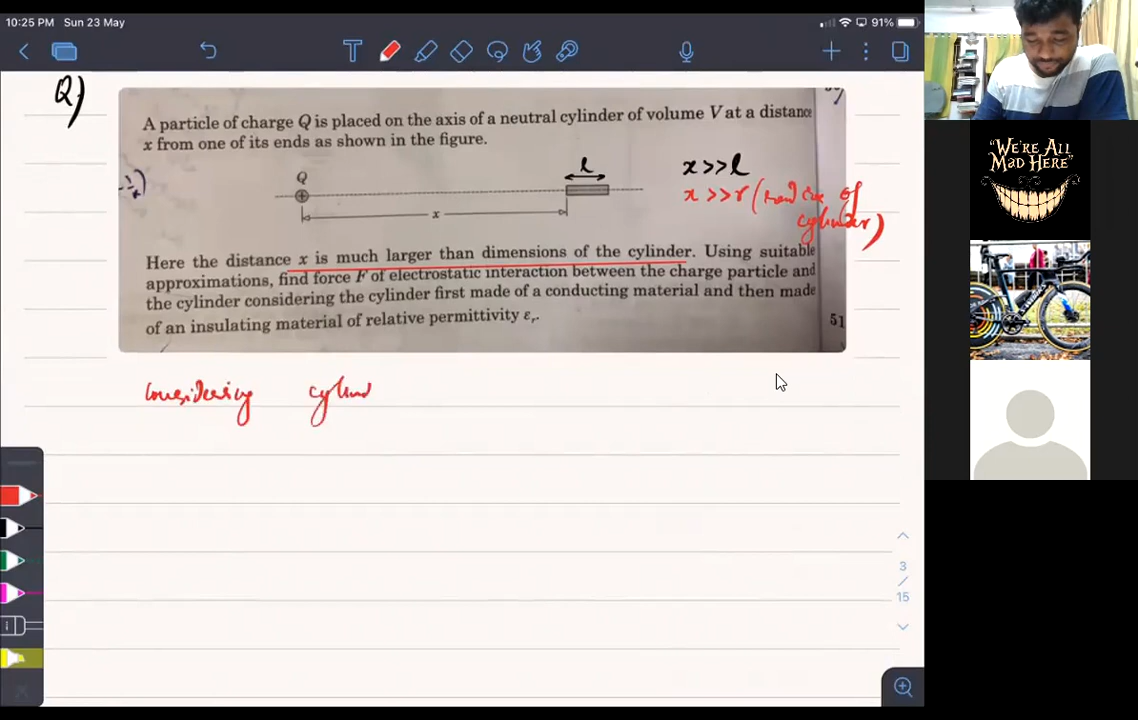 10:25 PM Sun 23 May
91%
Q)
A particle of charge Q is placed on the axis of a neutral cylinder of volume V at a distance
x from one of its ends as shown in the figure.
Q
l
x
x>>l
x>>r (radius of
cylinder)
Here the distance x is much larger than dimensions of the cylinder. Using suitable
approximations, find force F of electrostatic interaction between the charge particle and
the cylinder considering the cylinder first made of a conducting material and then made
of an insulating material of relative permittivity εr.
51
considering cylind
3
/
15
"WE'RE ALL
MAD HERE"